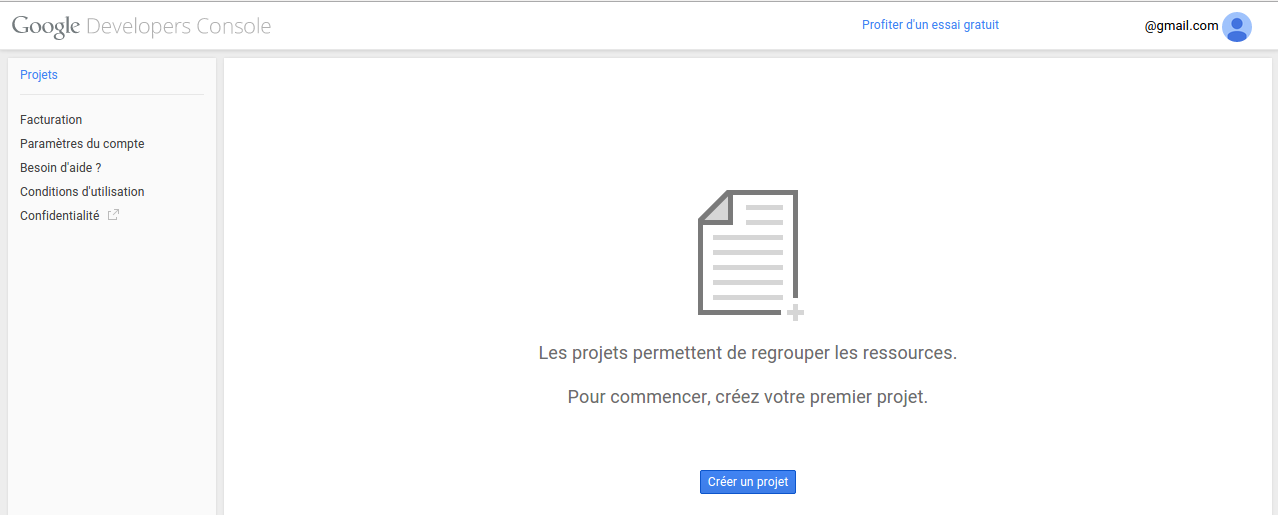 Google Developers Console
Profiter d'un essai gratuit
@gmail.com
Projets
Facturation
Paramètres du compte
Besoin d'aide ?
Conditions d'utilisation
Confidentialité
Les projets permettent de regrouper les ressources.
Pour commencer, créez votre premier projet.
Créer un projet